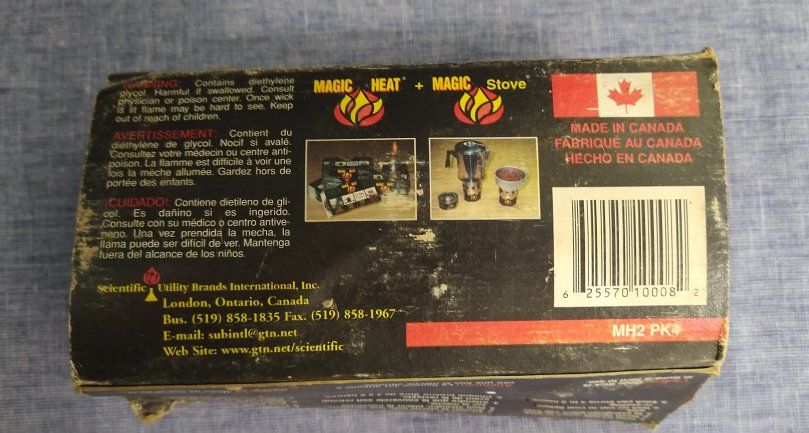 WARNING: Contains diethylene
glycol. Harmful if swallowed. Consult
physician or poison center. Once wick
is lit flame may be hard to see. Keep
out of reach of children.
AVERTISSEMENT: Contient du
diéthylène de glycol. Nocif si avalé.
Consultez votre médecin ou centre anti-
poison. La flamme est difficile à voir une
fois la mèche allumée. Gardez hors de
portée des enfants.
¡CUIDADO!: Contiene dietileno de gli-
col. Es dañino si es ingerido.
Consulte con su médico o centro antive-
neno. Una vez prendida la mecha, la
llama puede ser difícil de ver. Mantenga
fuera del alcance de los niños.
MAGIC HEAT + MAGIC Stove
MADE IN CANADA
FABRIQUÉ AU CANADA
HECHO EN CANADA
6 25570 10008 2
Scientific Utility Brands International, Inc.
London, Ontario, Canada
Bus. (519) 858-1835 Fax. (519) 858-1967
E-mail: subintl@gtn.net
Web Site: www.gtn.net/scientific
MH2 PK4